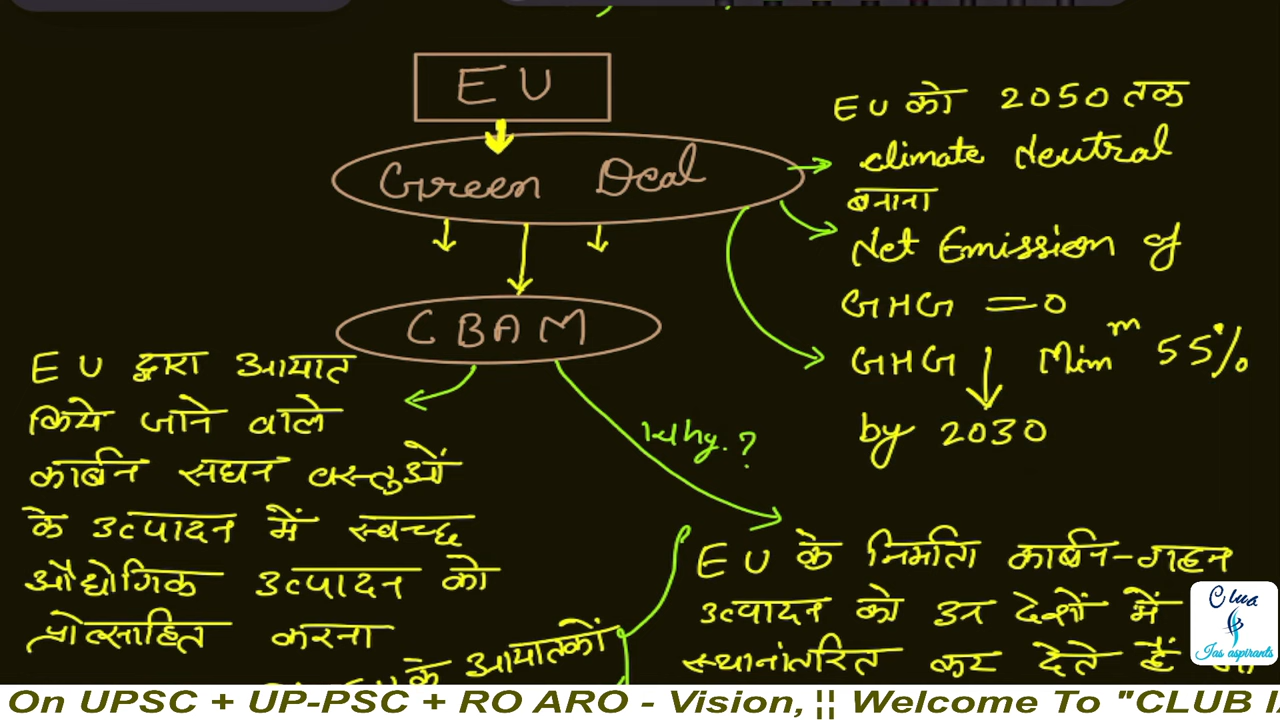 EU
Green Deal
CBAM
EU को 2050 तक
climate Neutral
बनाना
Net Emission of
GHG = 0
GHG ↓ Minᵐ 55%
by 2030
EU द्वारा आयात
किये जाने वाले
कार्बन सघन वस्तुओं
के उत्पादन में स्वच्छ
औद्योगिक उत्पादन को
प्रोत्साहित करना
के आयातकों
Why.?
EU के निर्माता कार्बन-गहन
उत्पादन को उन देशों में
स्थानांतरित कर देते हैं
Club
Ias aspirants
On UPSC + UP-PSC + RO ARO - Vision, ¦¦ Welcome To "CLUB I